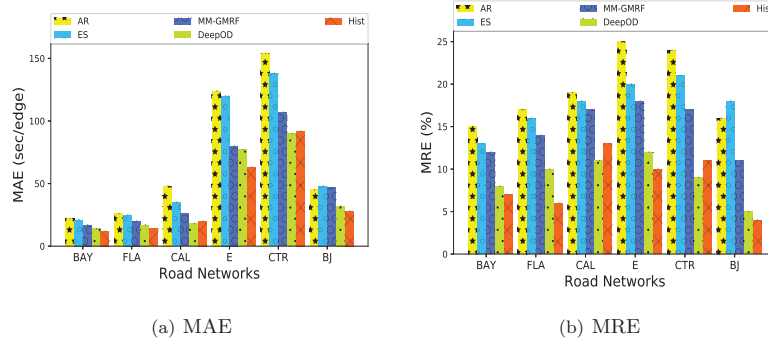 AR
ES
MM-GMRF
DeepOD
Hist
MAE (sec/edge)
150
100
50
0
BAY FLA CAL E CTR BJ
Road Networks
(a) MAE
AR
ES
MM-GMRF
DeepOD
Hist
MRE (%)
25
20
15
10
5
0
BAY FLA CAL E CTR BJ
Road Networks
(b) MRE